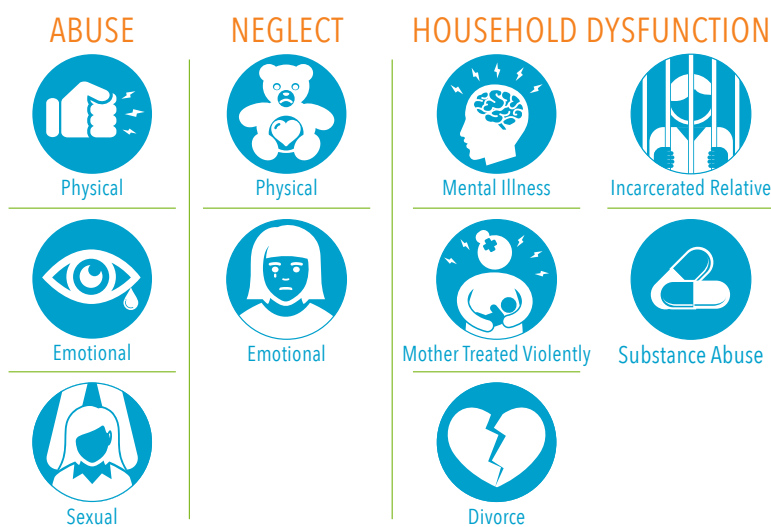 ABUSE
Physical
Emotional
Sexual
NEGLECT
Physical
Emotional
HOUSEHOLD DYSFUNCTION
Mental Illness
Incarcerated Relative
Mother Treated Violently
Substance Abuse
Divorce